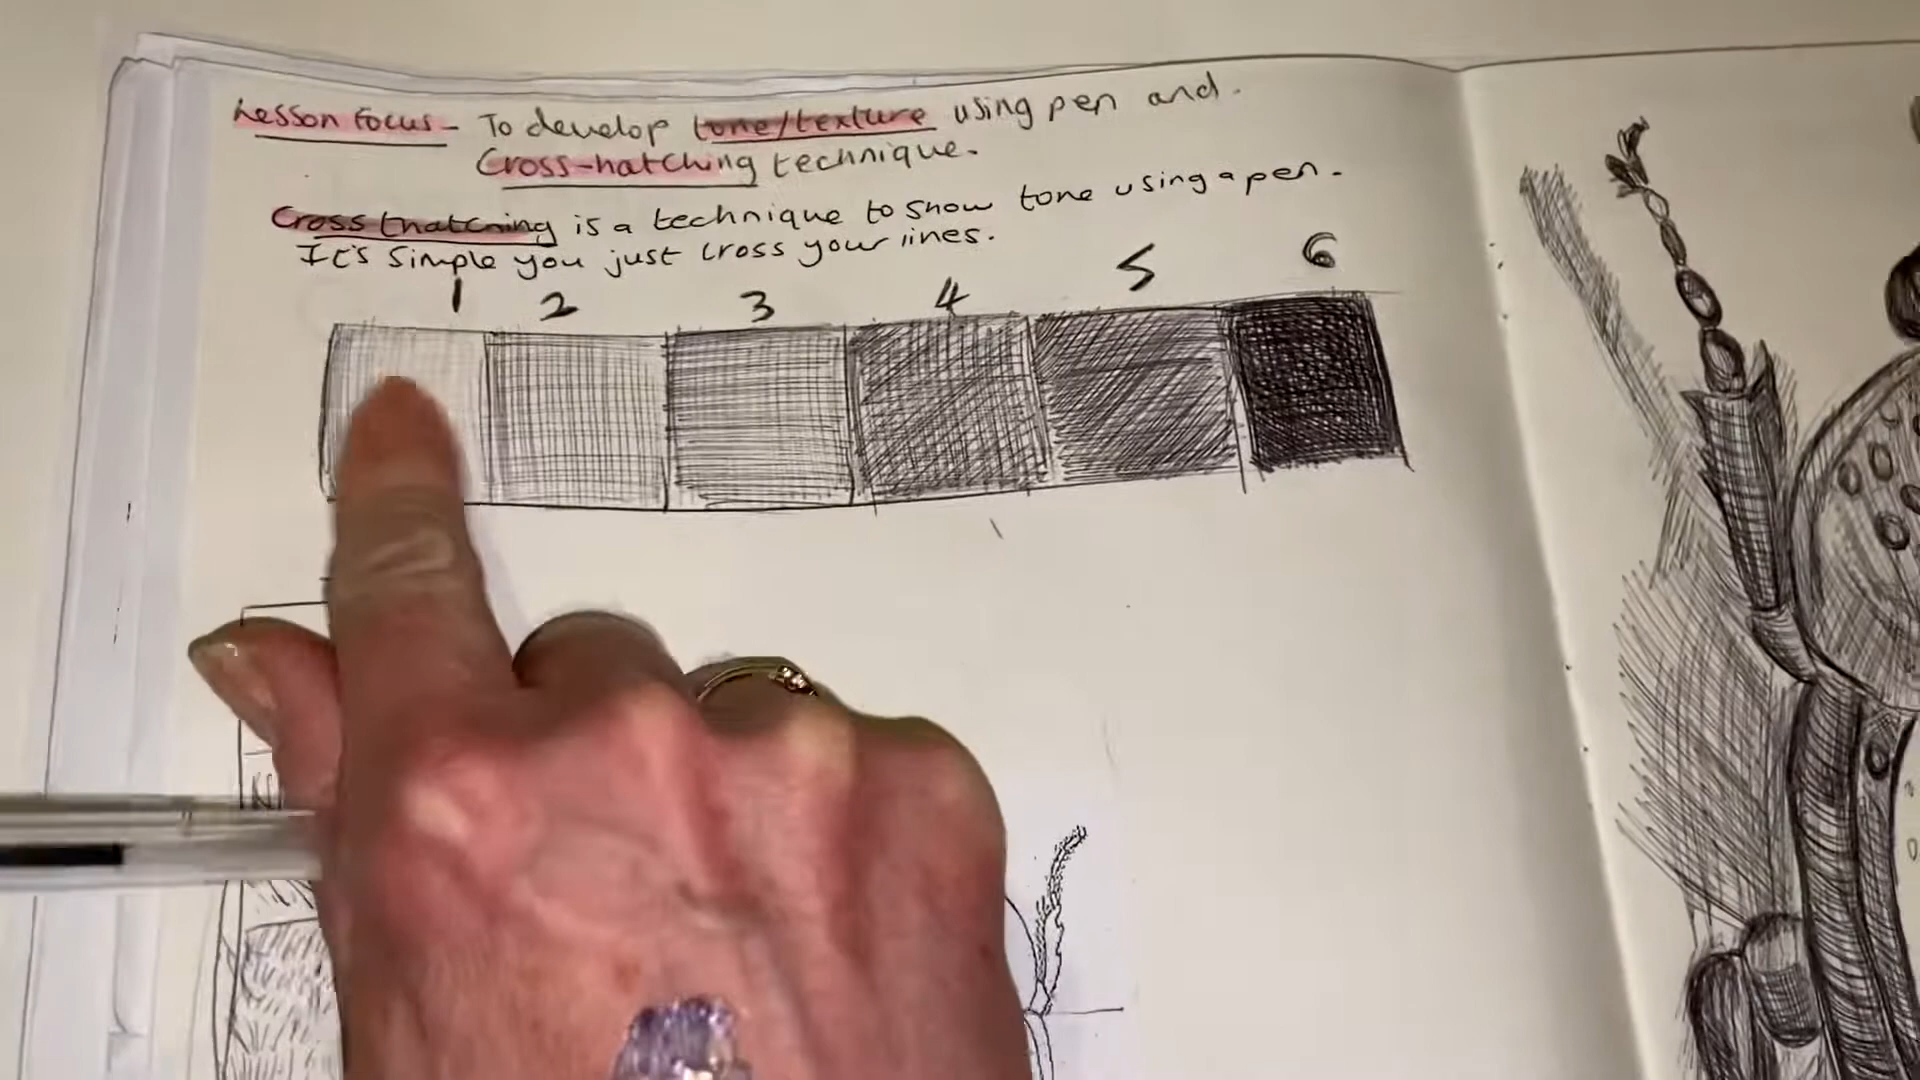 Lesson Focus - To develop tone/texture using pen and.
Cross-hatching technique.
Cross thatching is a technique to show tone using a pen.
It's simple you just cross your lines.
1 2 3 4 5 6